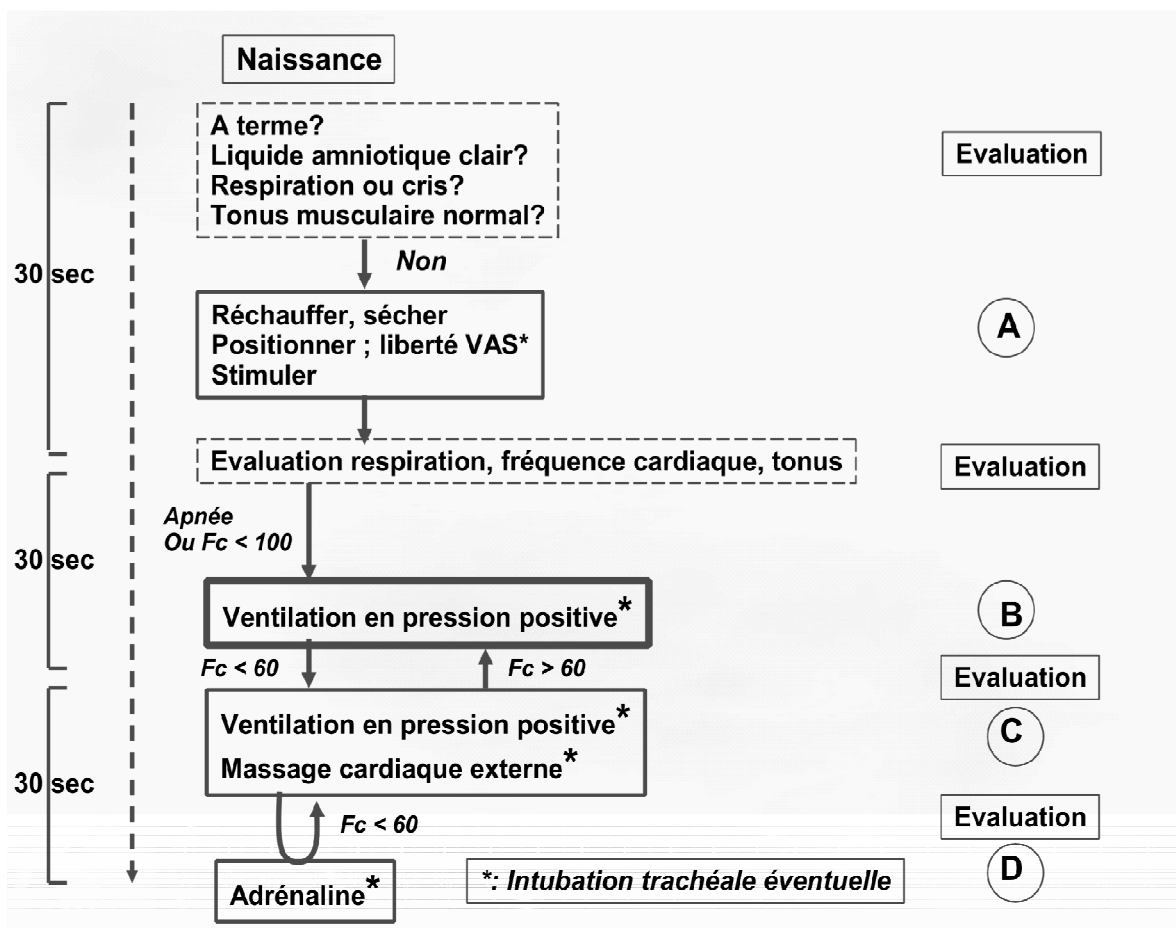 Naissance
A terme?
Liquide amniotique clair?
Respiration ou cris?
Tonus musculaire normal?
Evaluation
30 sec
Non
Réchauffer, sécher
Positionner ; liberté VAS*
Stimuler
A
Evaluation respiration, fréquence cardiaque, tonus
Evaluation
Apnée
Ou Fc < 100
30 sec
Ventilation en pression positive*
B
Fc < 60
Fc > 60
Evaluation
Ventilation en pression positive*
Massage cardiaque externe*
C
30 sec
Fc < 60
Evaluation
Adrénaline*
*: Intubation trachéale éventuelle
D